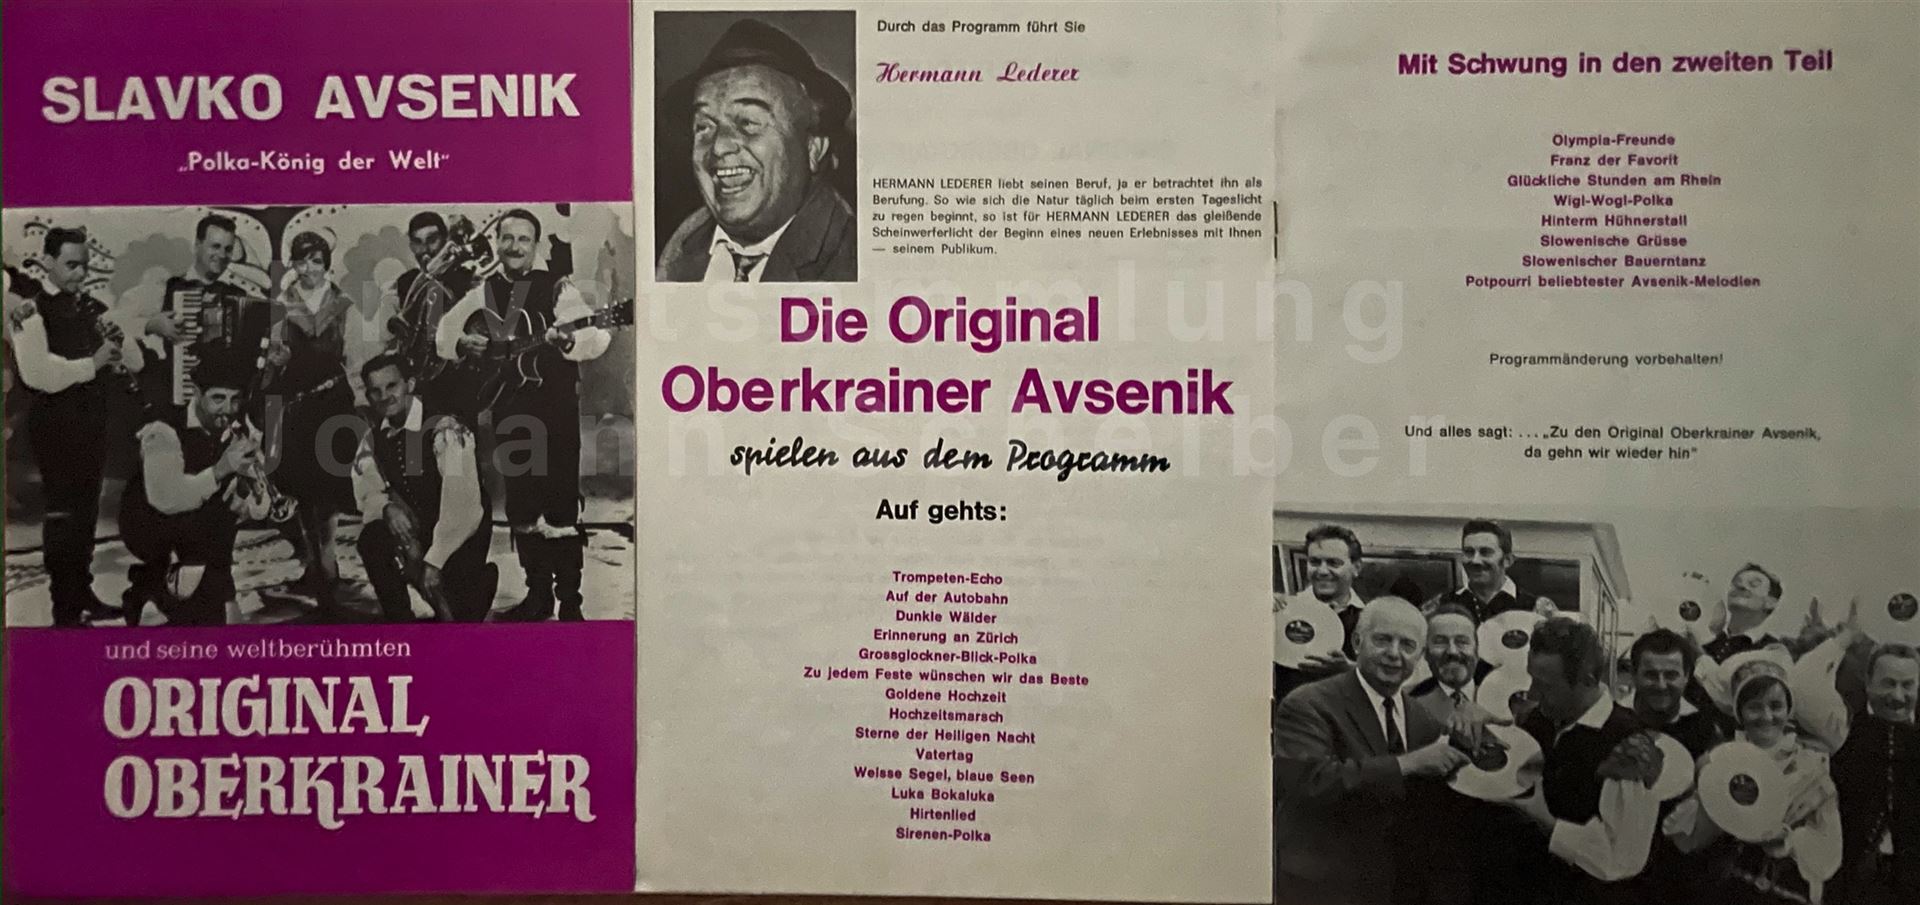 SLAVKO AVSENIK
„Polka-König der Welt“
und seine weltberühmten
ORIGINAL
OBERKRAINER
Durch das Programm führt Sie
Hermann Lederer
HERMANN LEDERER liebt seinen Beruf, ja er betrachtet ihn als
Berufung. So wie sich die Natur täglich beim ersten Tageslicht
zu regen beginnt, so ist für HERMANN LEDERER das gleißende
Scheinwerferlicht der Beginn eines neuen Erlebnisses mit Ihnen
— seinem Publikum.
Die Original
Oberkrainer Avsenik
spielen aus dem Programm
Auf gehts:
Trompeten-Echo
Auf der Autobahn
Dunkle Wälder
Erinnerung an Zürich
Grossglockner-Blick-Polka
Zu jedem Feste wünschen wir das Beste
Goldene Hochzeit
Hochzeitsmarsch
Sterne der Heiligen Nacht
Vatertag
Weisse Segel, blaue Seen
Luka Bokaluka
Hirtenlied
Sirenen-Polka
Mit Schwung in den zweiten Teil
Olympia-Freunde
Franz der Favorit
Glückliche Stunden am Rhein
Wigl-Wogl-Polka
Hinterm Hühnerstall
Slowenische Grüsse
Slowenischer Bauerntanz
Potpourri beliebtester Avsenik-Melodien
Programmänderung vorbehalten!
Und alles sagt: ...„Zu den Original Oberkrainer Avsenik,
da gehn wir wieder hin“
Privatsammlung
Johann Schelber